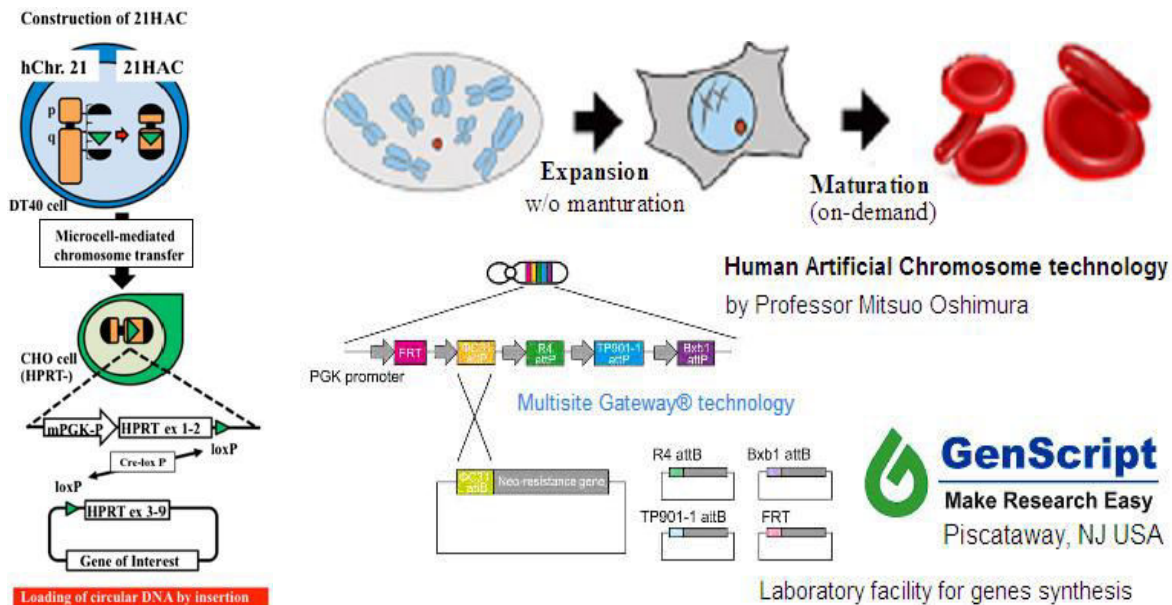 Construction of 21HAC
hChr. 21
21HAC
p
q
DT40 cell
Microcell-mediated
chromosome transfer
CHO cell
(HPRT-)
mPGK-P
HPRT ex 1-2
loxP
Cre-lox P
loxP
HPRT ex 3-9
Gene of Interest
Loading of circular DNA by insertion
Expansion
w/o manturation
Maturation
(on-demand)
Human Artificial Chromosome technology
by Professor Mitsuo Oshimura
FRT
ΦC31
attP
R4
attP
TP901-1
attP
Bxb1
attP
PGK promoter
Multisite Gateway® technology
ΦC31
attB
Neo-resistance gene
R4 attB
Bxb1 attB
TP901-1 attB
FRT
GenScript
Make Research Easy
Piscataway, NJ USA
Laboratory facility for genes synthesis